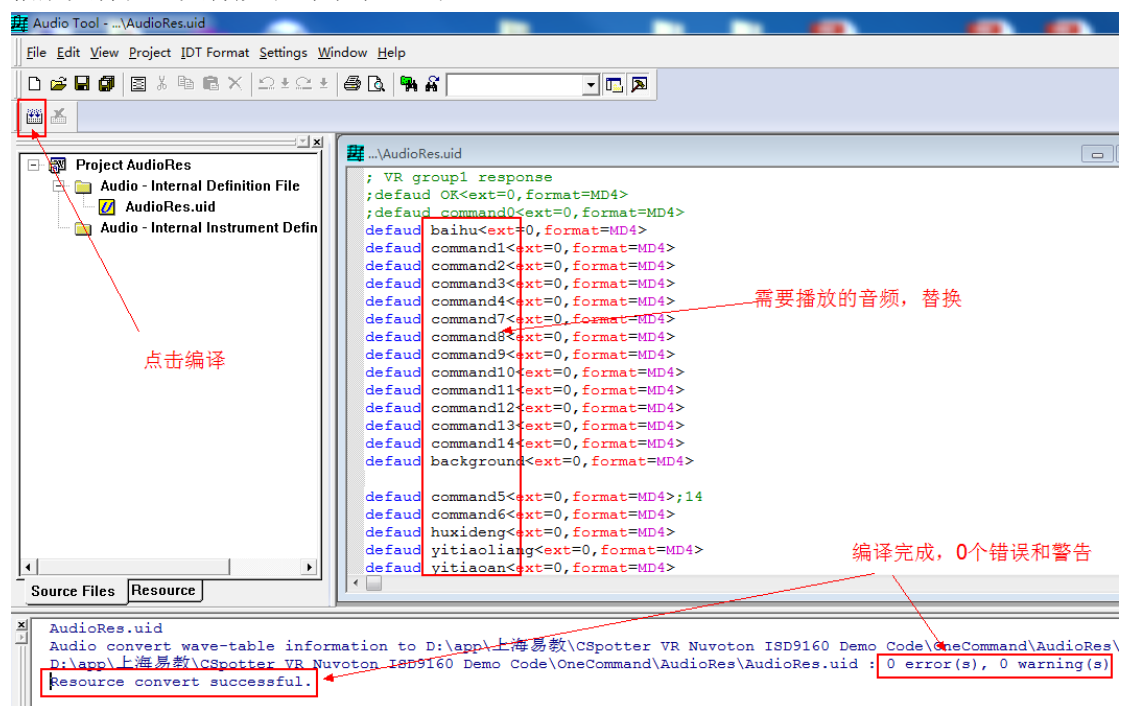 Audio Tool - ...\AudioRes.uid
File Edit View Project IDT Format Settings Window Help
Project AudioRes
Audio - Internal Definition File
AudioRes.uid
Audio - Internal Instrument Defin
点击编译
Source Files Resource
...\AudioRes.uid
; VR group1 response
;defaud OK<ext=0,format=MD4>
;defaud command0<ext=0,format=MD4>
defaud baihu<ext=0,format=MD4>
defaud command1<ext=0,format=MD4>
defaud command2<ext=0,format=MD4>
defaud command3<ext=0,format=MD4>
defaud command4<ext=0,format=MD4>
defaud command7<ext=0,format=MD4>
defaud command8<ext=0,format=MD4>
defaud command9<ext=0,format=MD4>
defaud command10<ext=0,format=MD4>
defaud command11<ext=0,format=MD4>
defaud command12<ext=0,format=MD4>
defaud command13<ext=0,format=MD4>
defaud command14<ext=0,format=MD4>
defaud background<ext=0,format=MD4>
defaud command5<ext=0,format=MD4>;14
defaud command6<ext=0,format=MD4>
defaud huxideng<ext=0,format=MD4>
defaud yitiaoliang<ext=0,format=MD4>
defaud yitiaoan<ext=0,format=MD4>
需要播放的音频，替换
编译完成，0个错误和警告
AudioRes.uid
Audio convert wave-table information to D:\app\上海易教\CSpotter VR Nuvoton ISD9160 Demo Code\OneCommand\AudioRes\
D:\app\上海易教\CSpotter VR Nuvoton ISD9160 Demo Code\OneCommand\AudioRes\AudioRes.uid : 0 error(s), 0 warning(s)
Resource convert successful.